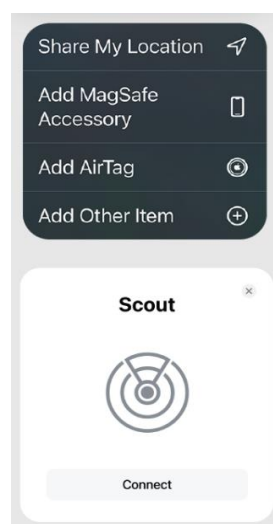 Share My Location
Add MagSafe
Accessory
Add AirTag
Add Other Item
Scout
Connect